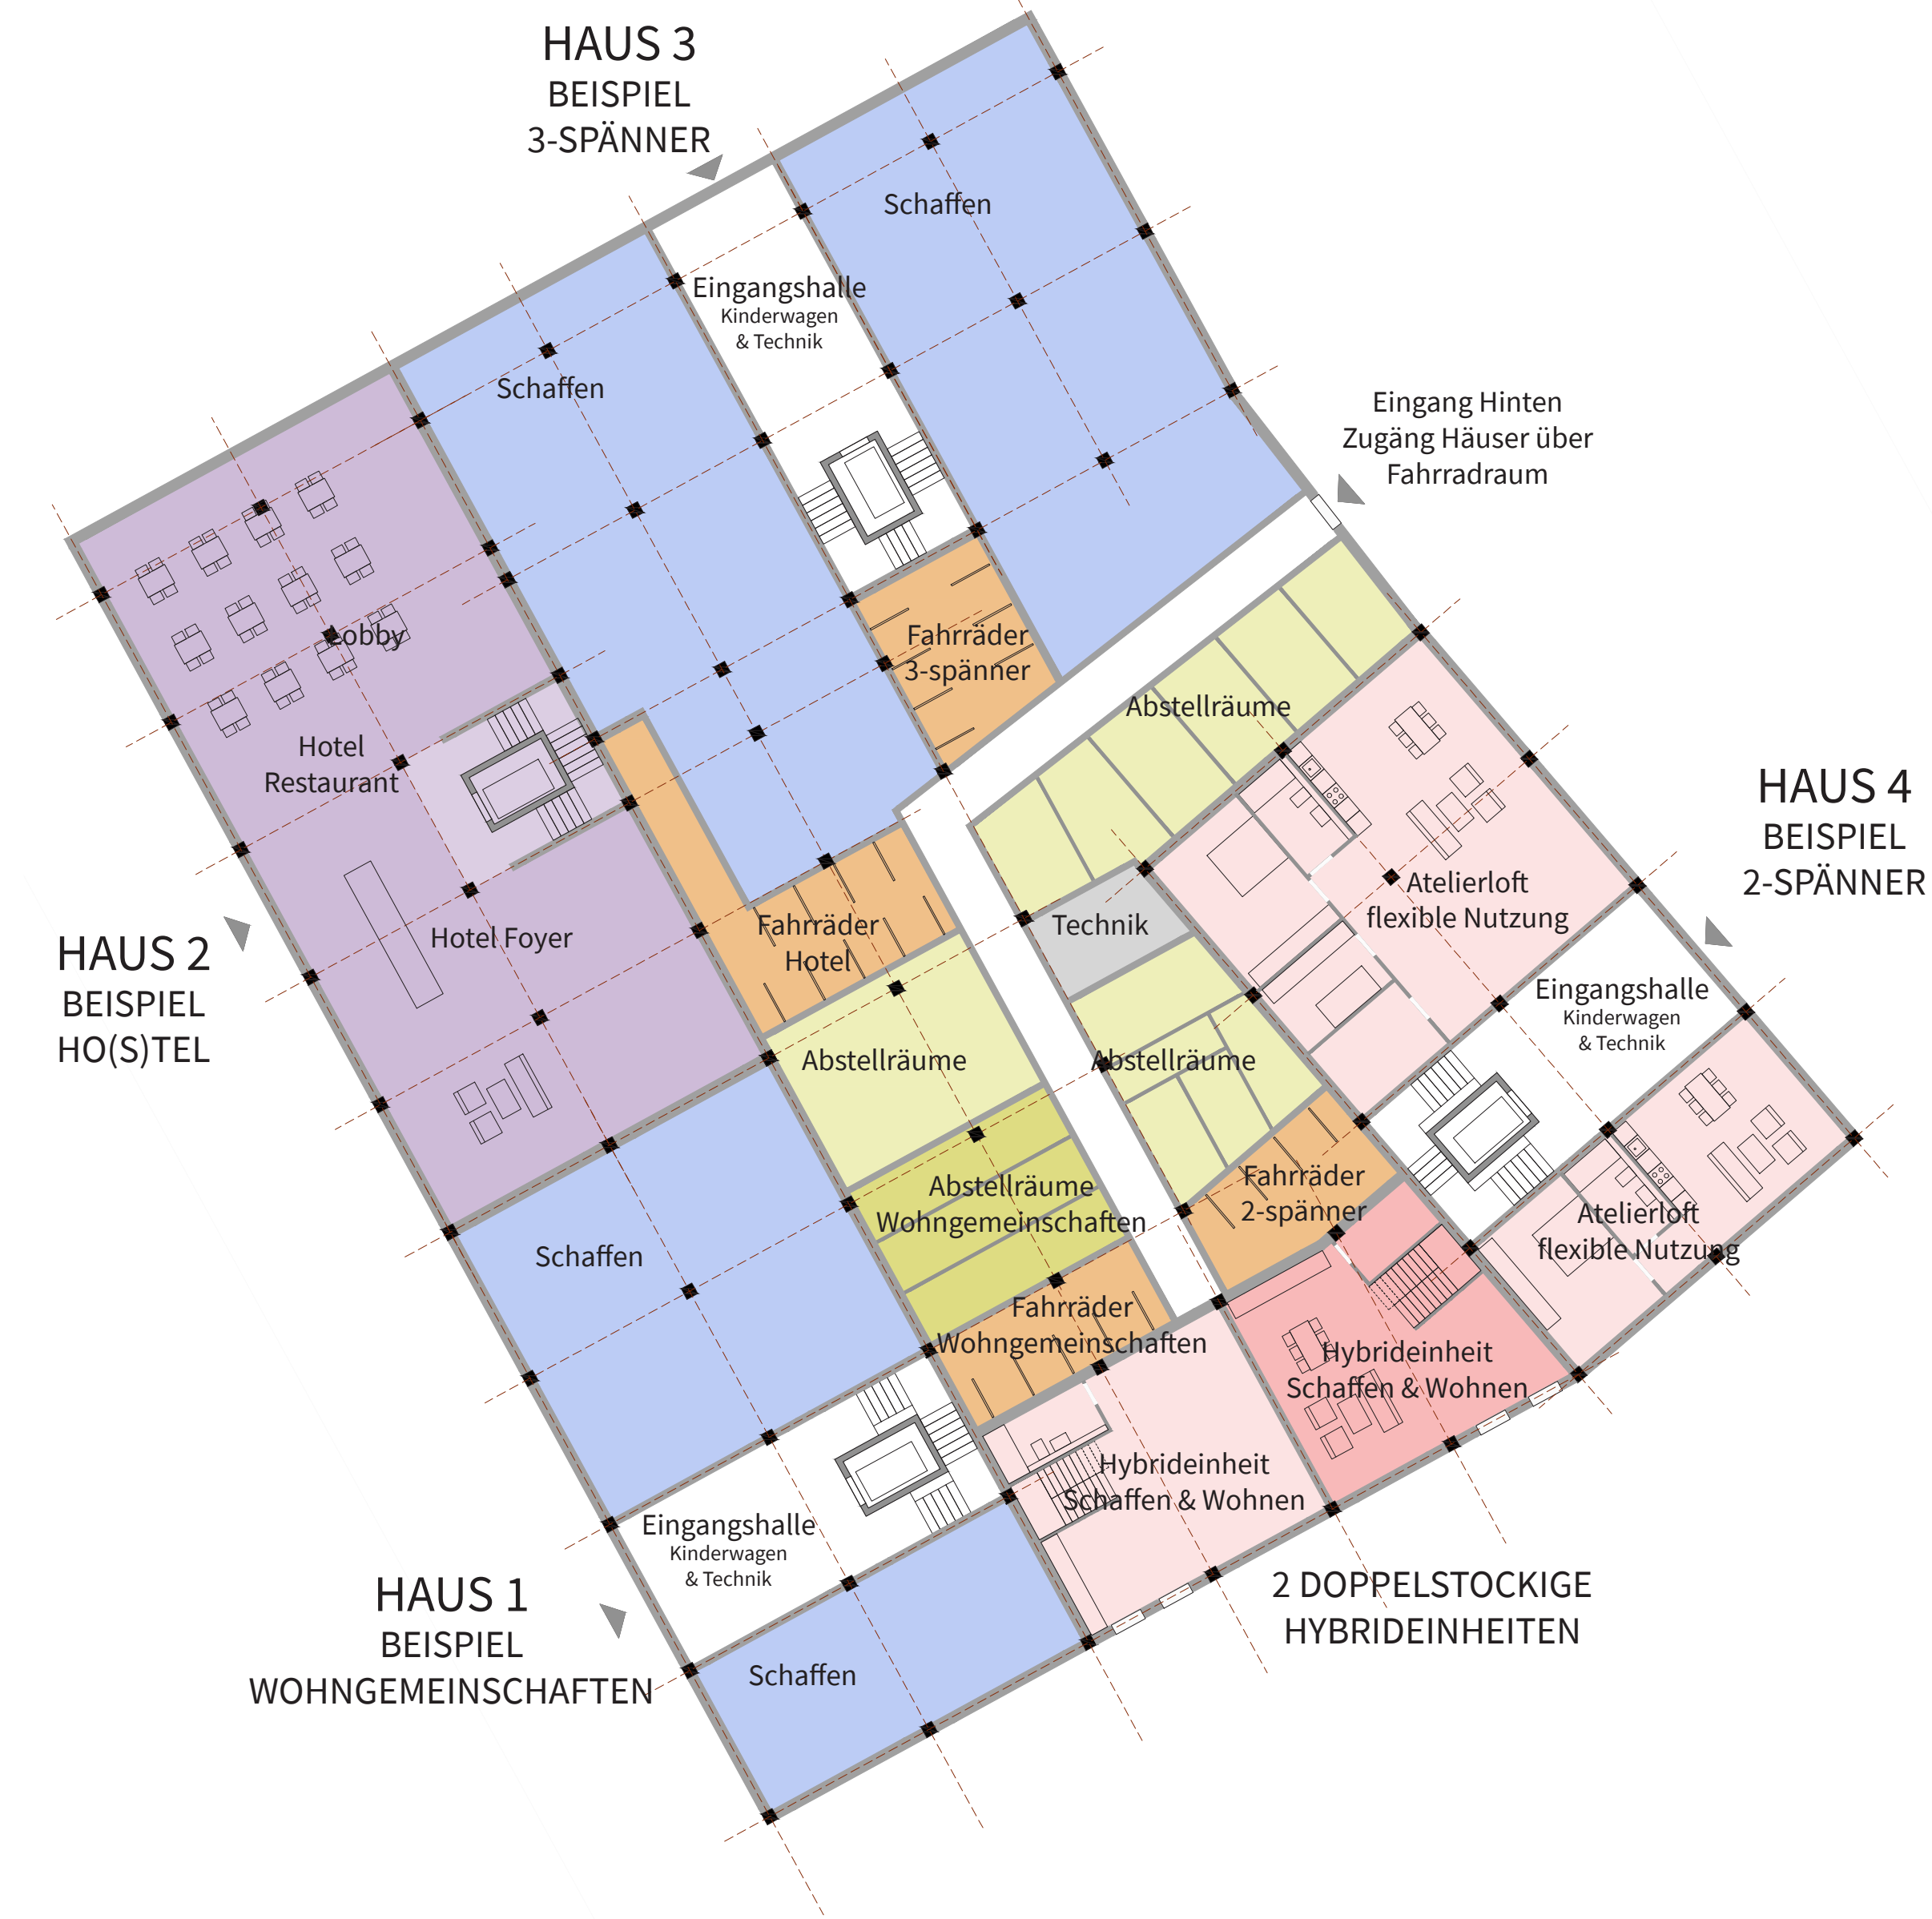 HAUS 3
BEISPIEL
3-SPÄNNER
Schaffen
Eingangshalle
Kinderwagen
& Technik
Schaffen
Eingang Hinten
Zugäng Häuser über
Fahrradraum
Lobby
Fahrräder
3-spänner
Hotel
Restaurant
Abstellräume
HAUS 4
BEISPIEL
2-SPÄNNER
Atelierloft
flexible Nutzung
Technik
Hotel Foyer
Fahrräder
Hotel
HAUS 2
BEISPIEL
HO(S)TEL
Eingangshalle
Kinderwagen
& Technik
Abstellräume
Abstellräume
Abstellräume
Wohngemeinschaften
Fahrräder
2-spänner
Atelierloft
flexible Nutzung
Schaffen
Fahrräder
Wohngemeinschaften
Hybrideinheit
Schaffen & Wohnen
Hybrideinheit
Schaffen & Wohnen
Eingangshalle
Kinderwagen
& Technik
HAUS 1
BEISPIEL
WOHNGEMEINSCHAFTEN
2 DOPPELSTOCKIGE
HYBRIDEINHEITEN
Schaffen